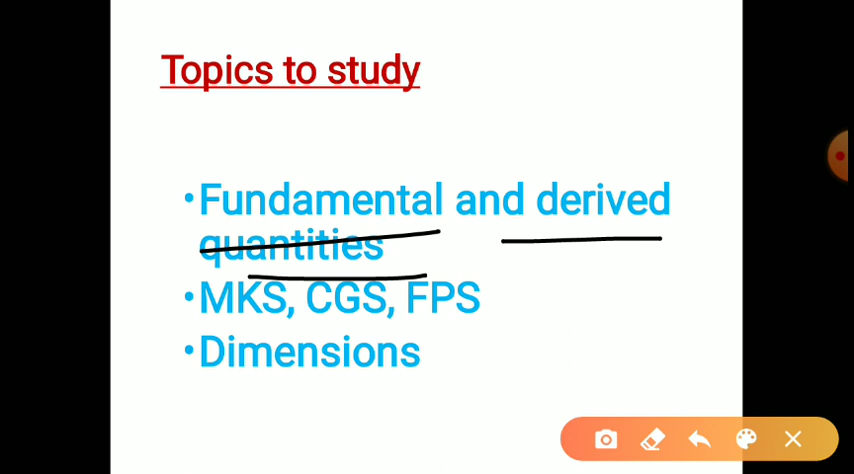 Topics to study
•Fundamental and derived
quantities
•MKS, CGS, FPS
•Dimensions